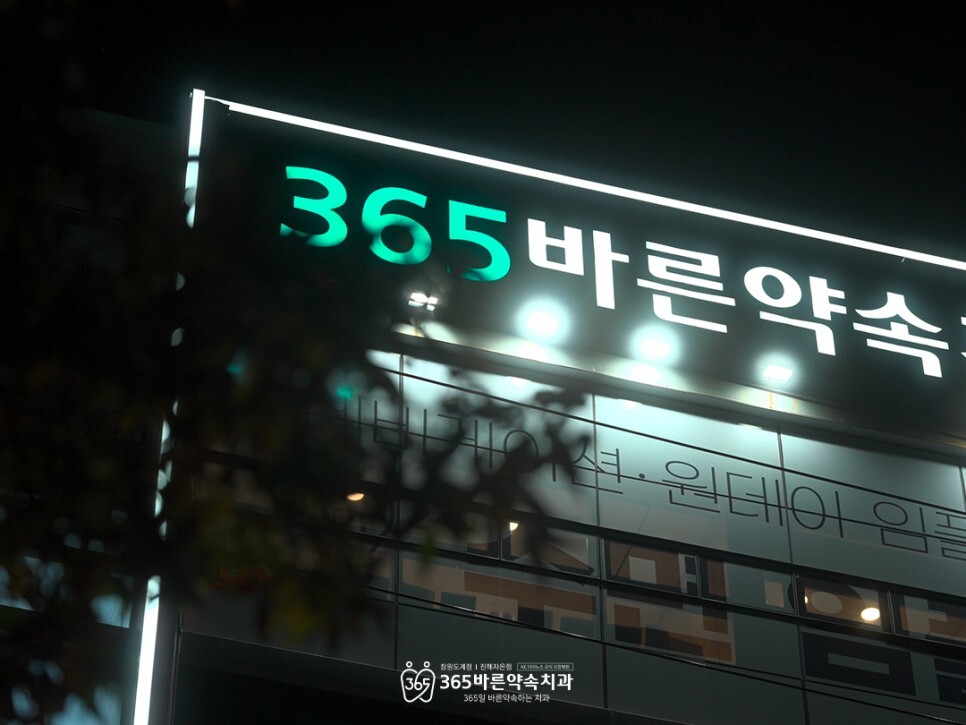 365바른약속
네비게이션·원데이 임플
창원도계점 | 진해자은점
365
365바른약속치과
365일 바른약속하는 치과